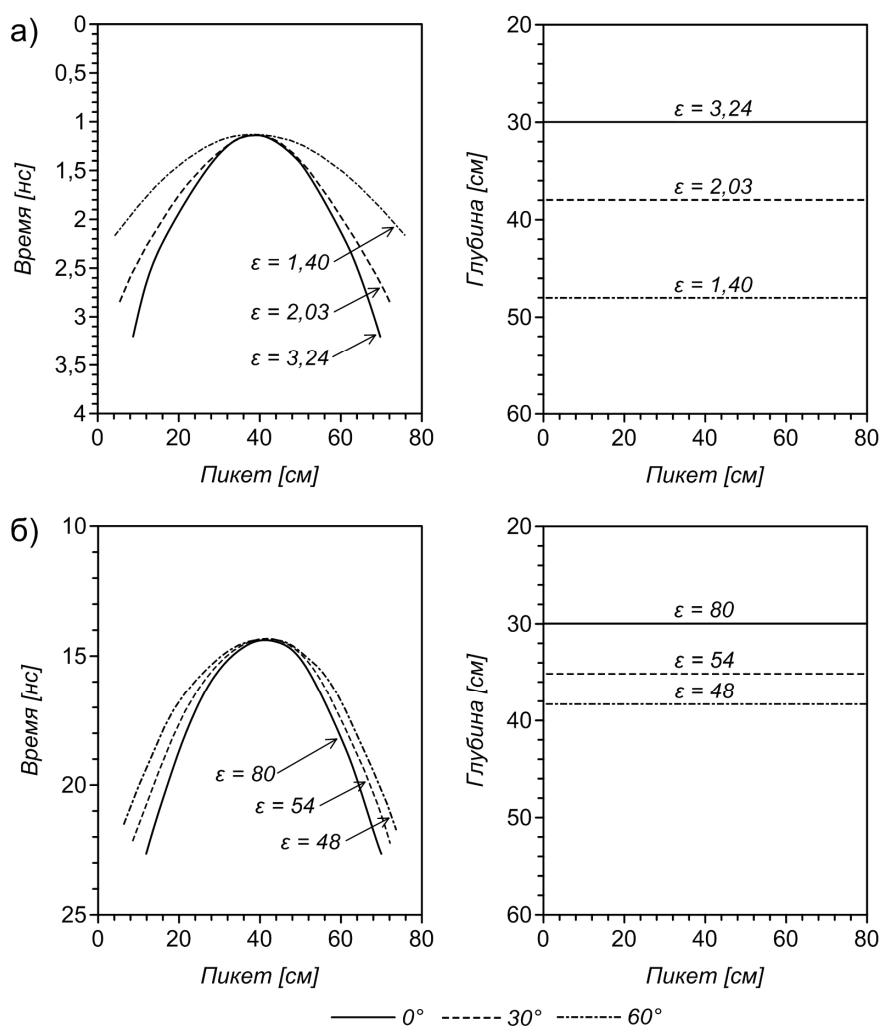 а)
0
0,5
1
1,5
2
2,5
3
3,5
4
Время [нс]
ε = 1,40
ε = 2,03
ε = 3,24
0 20 40 60 80
Пикет [см]
20
30
40
50
60
Глубина [см]
ε = 3,24
ε = 2,03
ε = 1,40
0 20 40 60 80
Пикет [см]
б)
10
15
20
25
Время [нс]
ε = 80
ε = 54
ε = 48
0 20 40 60 80
Пикет [см]
20
30
40
50
60
Глубина [см]
ε = 80
ε = 54
ε = 48
0 20 40 60 80
Пикет [см]
0° 30° 60°